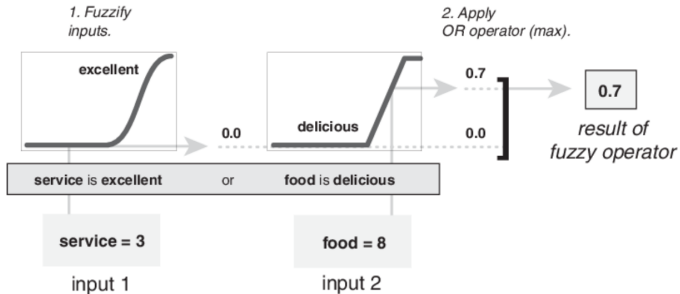 1. Fuzzify
inputs.
2. Apply
OR operator (max).
excellent
0.0
delicious
0.7
0.0
0.7
result of
fuzzy operator
service is excellent or food is delicious
service = 3
food = 8
input 1
input 2